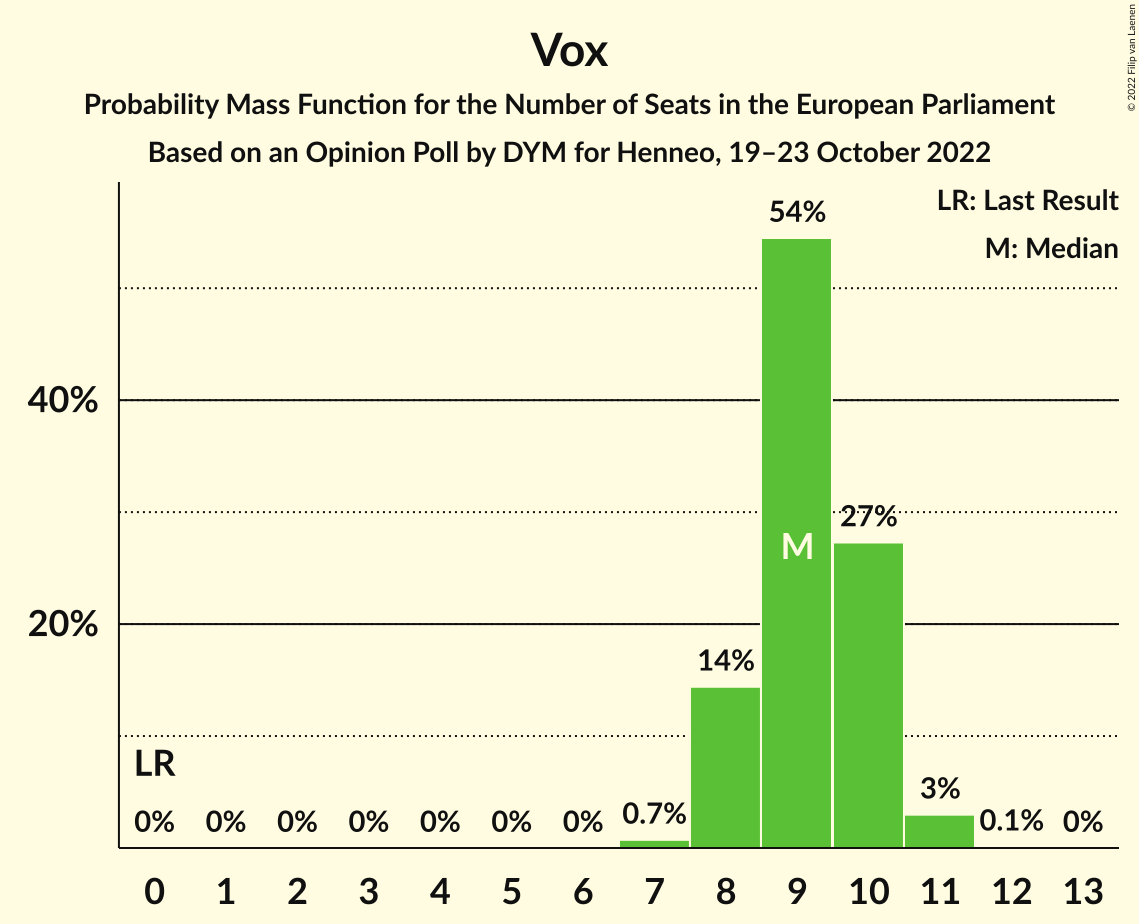 Vox
Probability Mass Function for the Number of Seats in the European Parliament
Based on an Opinion Poll by DYM for Henneo, 19–23 October 2022
© 2022 Filip van Laenen
LR: Last Result
M: Median
54%
40%
27%
M
20%
14%
LR
0% 0% 0% 0% 0% 0% 0% 0.7% 3% 0.1% 0%
0 1 2 3 4 5 6 7 8 9 10 11 12 13